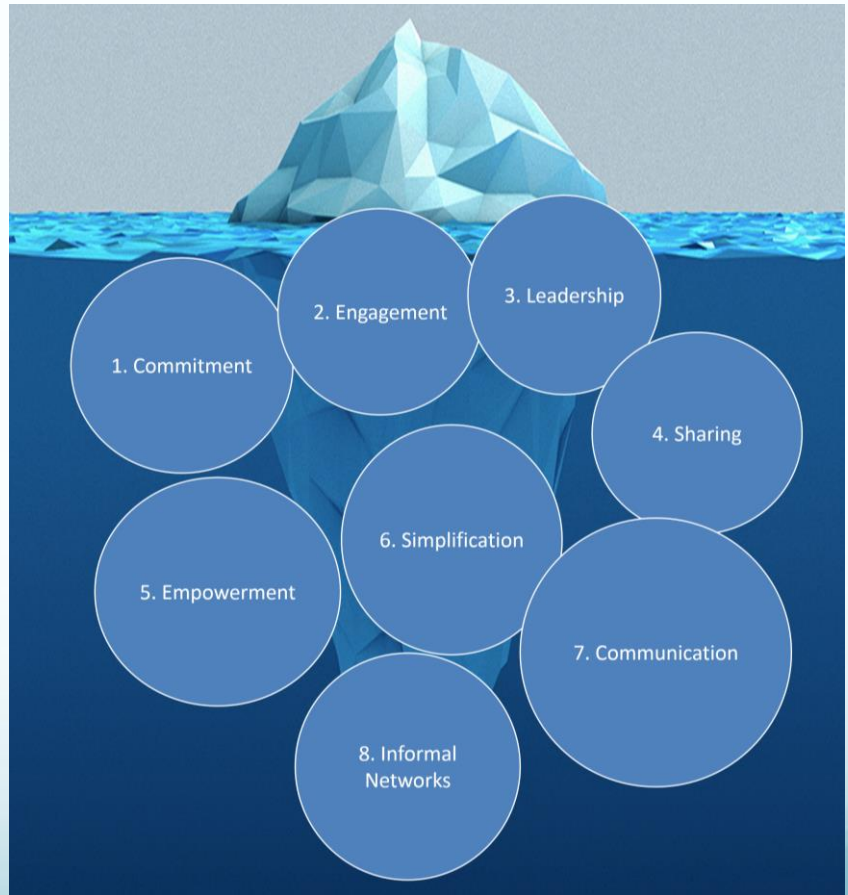 1. Commitment
2. Engagement
3. Leadership
4. Sharing
5. Empowerment
6. Simplification
7. Communication
8. Informal
Networks